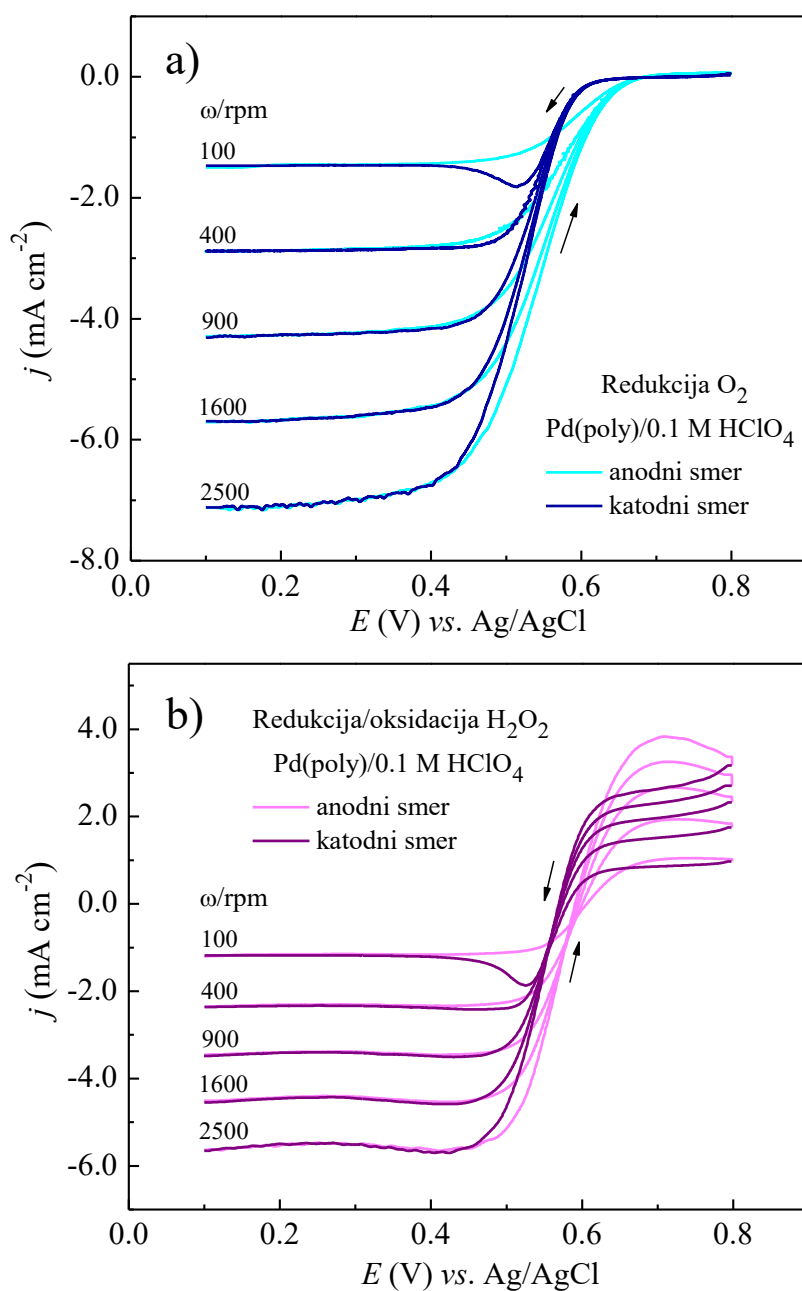 a)
0.0
-2.0
-4.0
-6.0
-8.0
j (mA cm⁻²)
ω/rpm
100
400
900
1600
2500
Redukcija O₂
Pd(poly)/0.1 M HClO₄
anodni smer
katodni smer
0.0 0.2 0.4 0.6 0.8
E (V) vs. Ag/AgCl
b)
4.0
2.0
0.0
-2.0
-4.0
-6.0
j (mA cm⁻²)
Redukcija/oksidacija H₂O₂
Pd(poly)/0.1 M HClO₄
anodni smer
katodni smer
ω/rpm
100
400
900
1600
2500
0.0 0.2 0.4 0.6 0.8
E (V) vs. Ag/AgCl